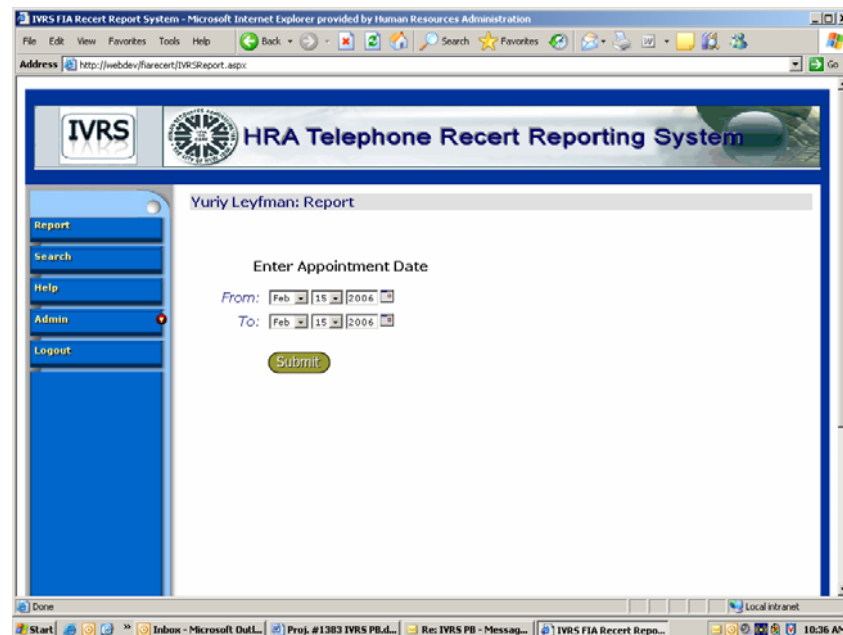 IVRS FIA Recert Report System - Microsoft Internet Explorer provided by Human Resources Administration
File Edit View Favorites Tools Help Back Search Favorites
Address http://webdev/fiarecert/IVRSReport.aspx Go
IVRS HRA Telephone Recert Reporting System
Yuriy Leyfman: Report
Report
Search
Help
Admin
Logout
Enter Appointment Date
From: Feb 15 2006
To: Feb 15 2006
Submit
Done Local intranet
Start Inbox - Microsoft Outl... Proj. #1383 IVRS PB.d... Re: IVRS PB - Messag... IVRS FIA Recert Repo... 10:36 AM